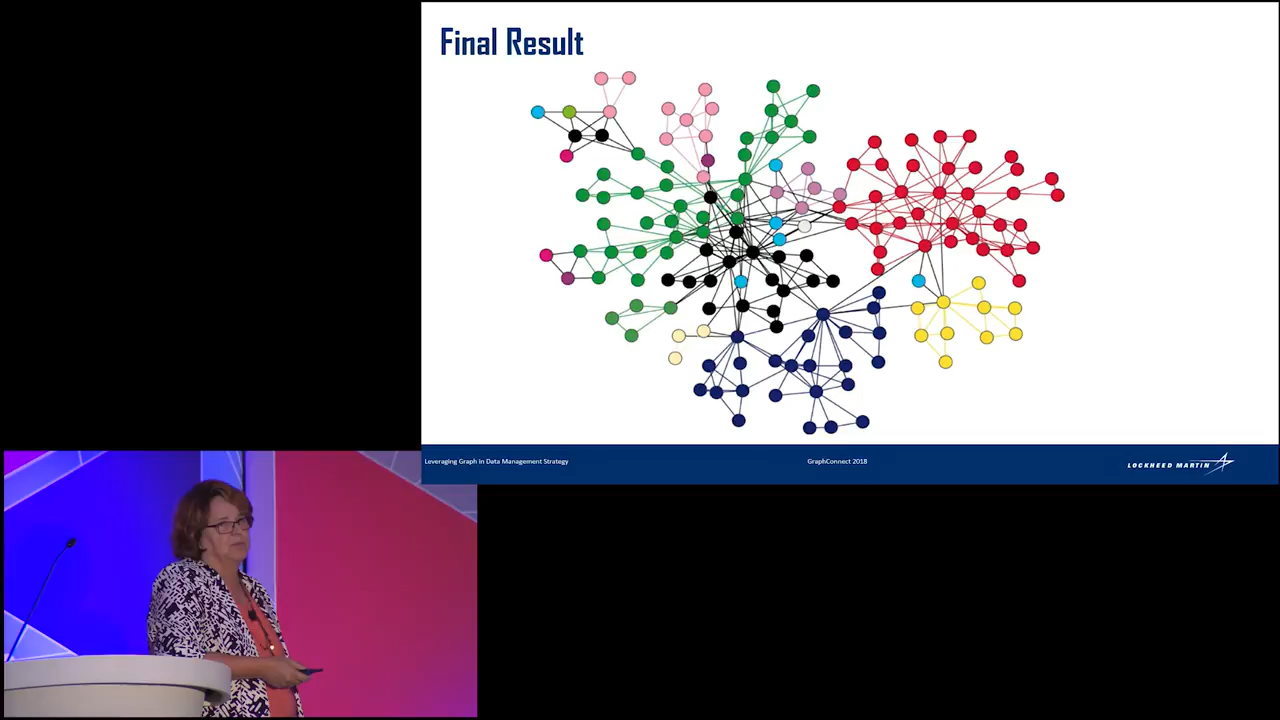 Final Result
Leveraging Graph in Data Management Strategy
GraphConnect 2018
LOCKHEED MARTIN